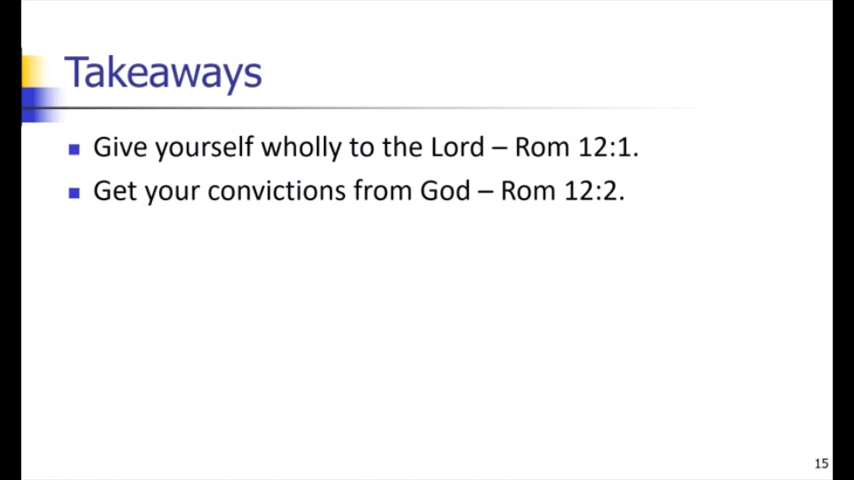 Takeaways
Give yourself wholly to the Lord – Rom 12:1.
Get your convictions from God – Rom 12:2.
15